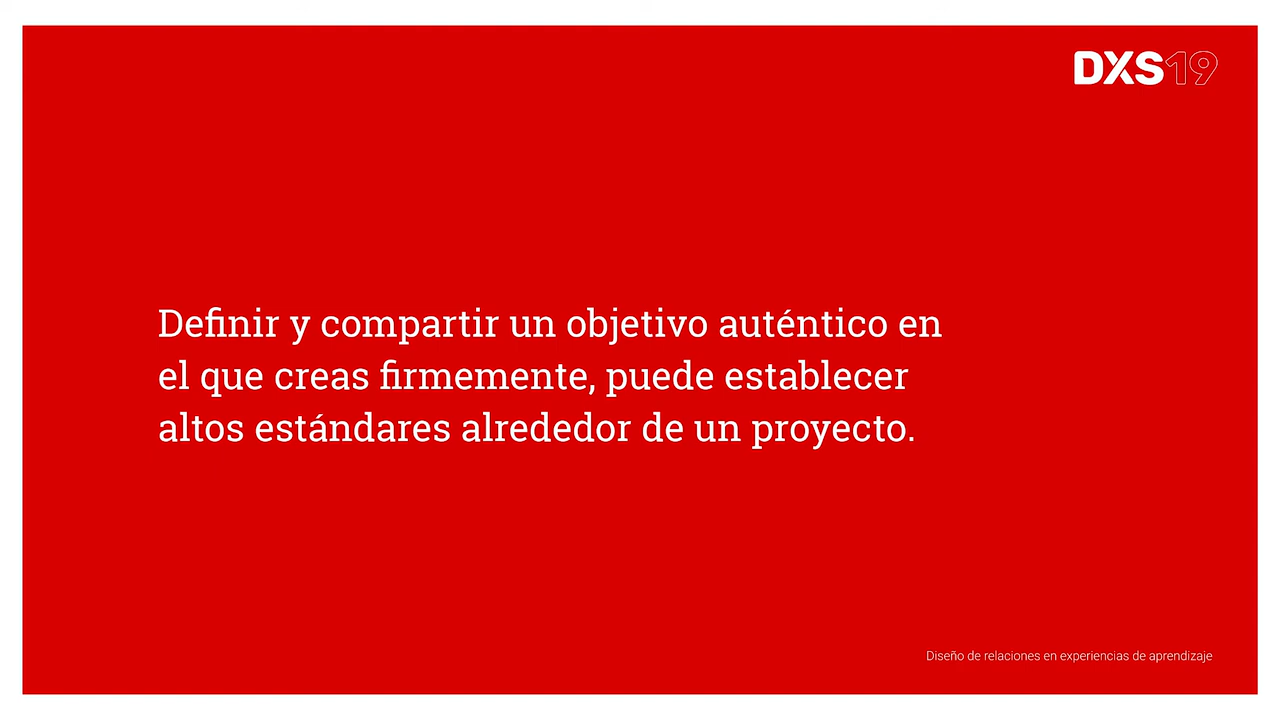 DXS19
Definir y compartir un objetivo auténtico en
el que creas firmemente, puede establecer
altos estándares alrededor de un proyecto.
Diseño de relaciones en experiencias de aprendizaje